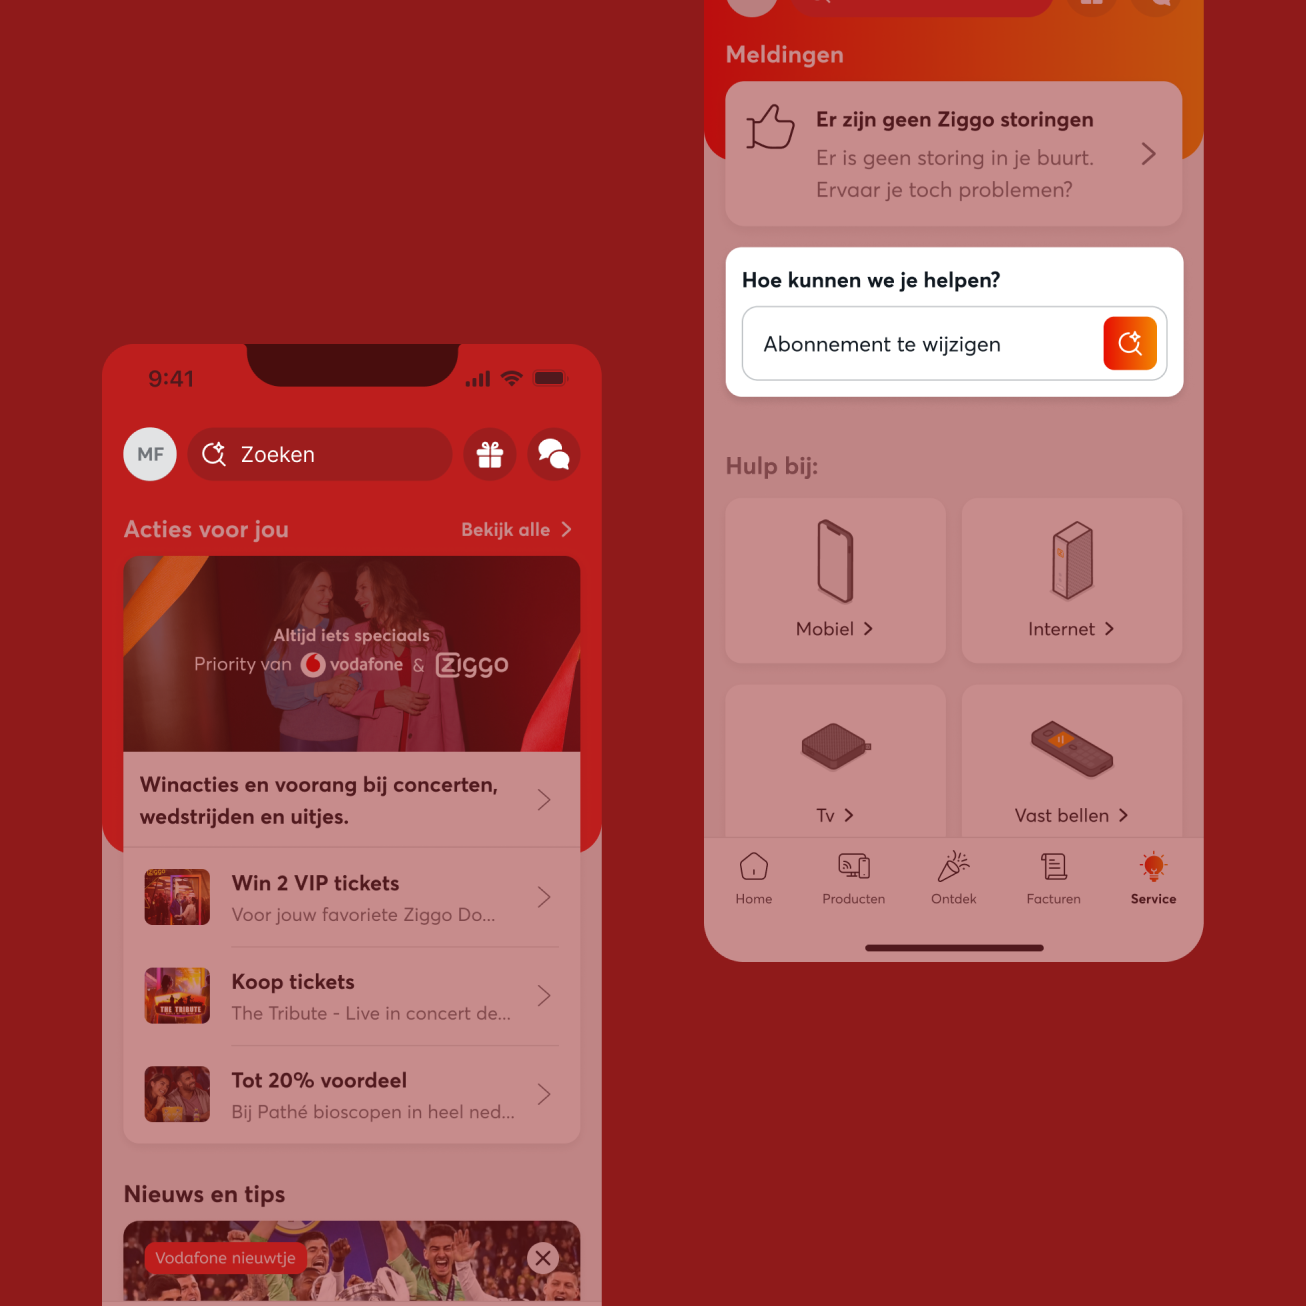 Meldingen
Er zijn geen Ziggo storingen
Er is geen storing in je buurt.
Ervaar je toch problemen?
Hoe kunnen we je helpen?
Abonnement te wijzigen
Hulp bij:
Mobiel
Internet
Tv
Vast bellen
Home
Producten
Ontdek
Facturen
Service
9:41
MF
Zoeken
Acties voor jou
Bekijk alle
Altijd iets speciaals
Priority van vodafone & ziggo
Winacties en voorang bij concerten,
wedstrijden en uitjes.
ZIGGO
Win 2 VIP tickets
Voor jouw favoriete Ziggo Do...
THE TRIBUTE
Koop tickets
The Tribute - Live in concert de...
Tot 20% voordeel
Bij Pathé bioscopen in heel ned...
Nieuws en tips
Vodafone nieuwtje